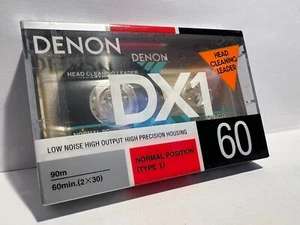 DENON
DENON
HEAD CLEANING LEADER
HEAD
CLEANING
LEADER
DX1
LOW NOISE HIGH OUTPUT HIGH PRECISION HOUSING
90m
60min.(2×30)
NORMAL POSITION
(TYPE I)
60